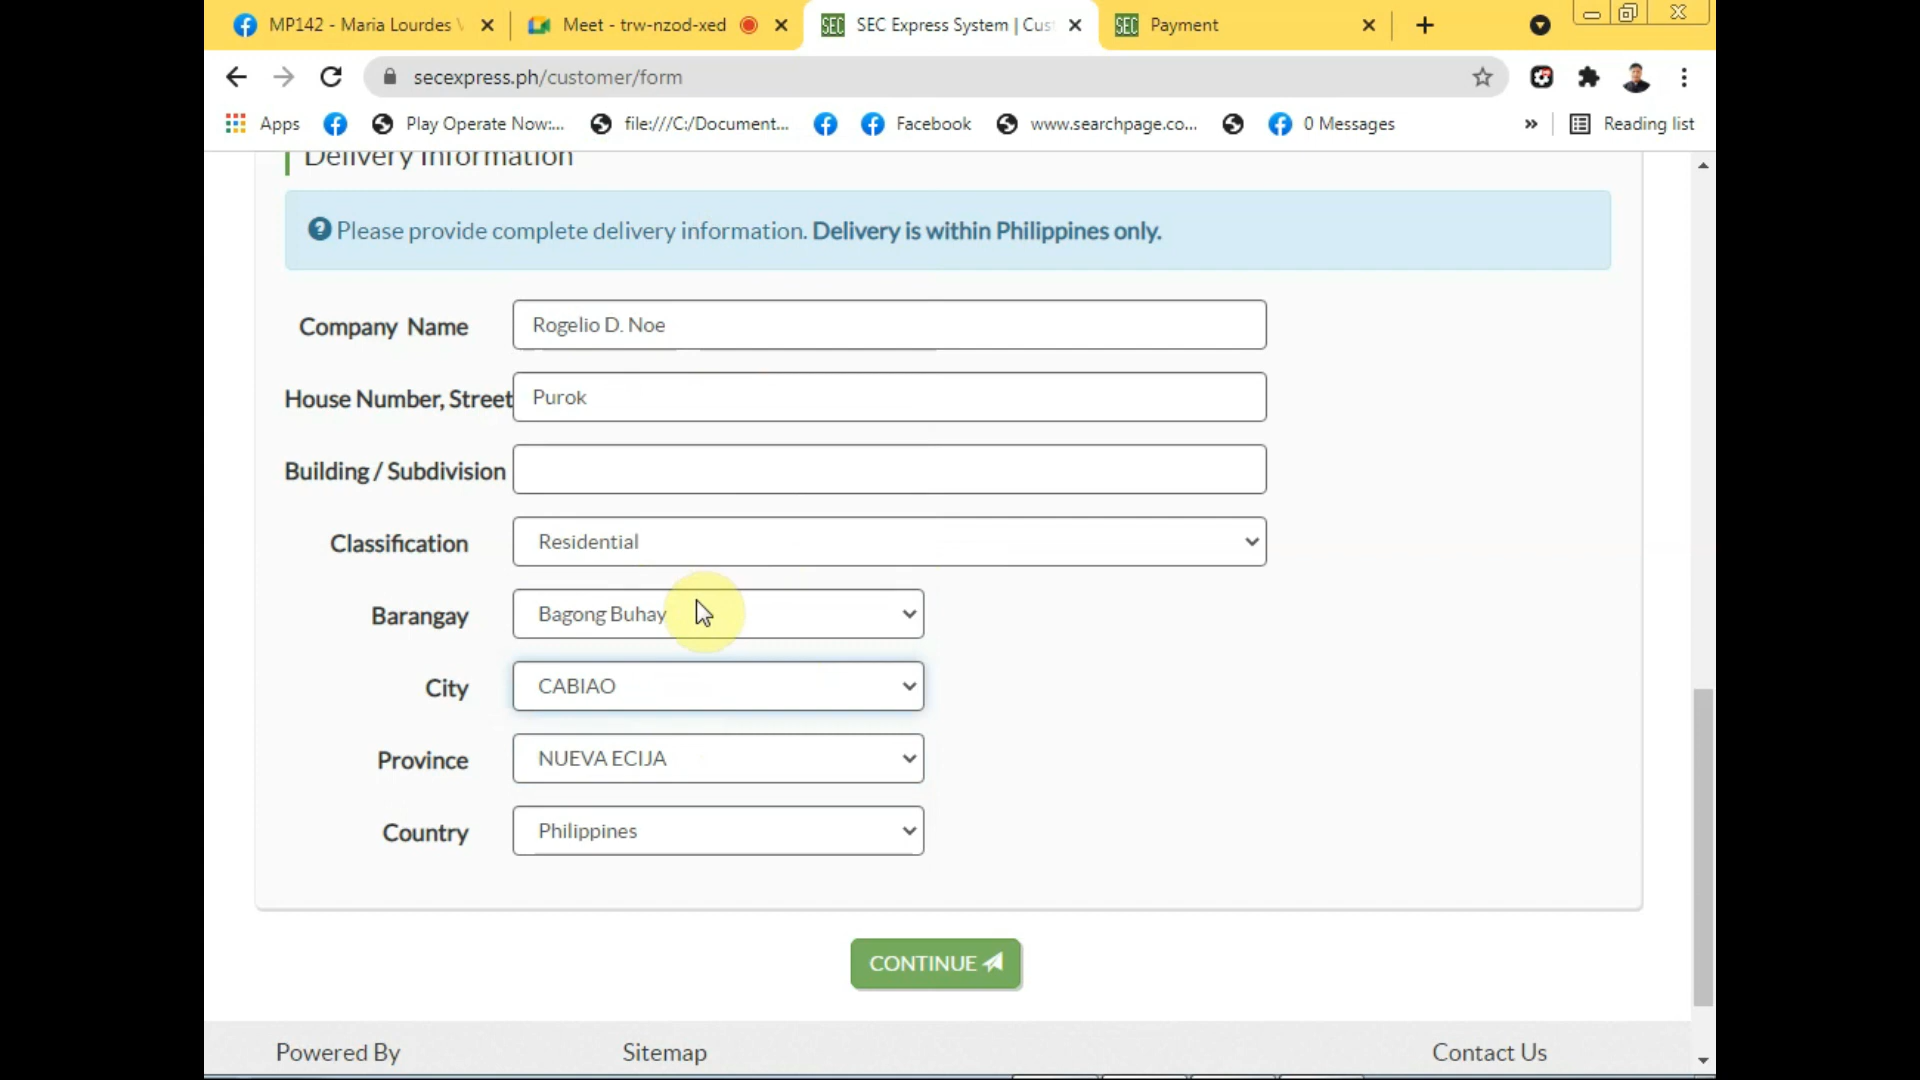 MP142 - Maria Lourdes
Meet - trw-nzod-xed
SEC SEC Express System | Cus
SEC Payment
secexpress.ph/customer/form
Apps
Play Operate Now:...
file:///C:/Document...
Facebook
www.searchpage.co...
0 Messages
Reading list
Delivery Information
Please provide complete delivery information. Delivery is within Philippines only.
Company Name Rogelio D. Noe
House Number, Street Purok
Building / Subdivision
Classification Residential
Barangay Bagong Buhay
City CABIAO
Province NUEVA ECIJA
Country Philippines
CONTINUE
Powered By
Sitemap
Contact Us